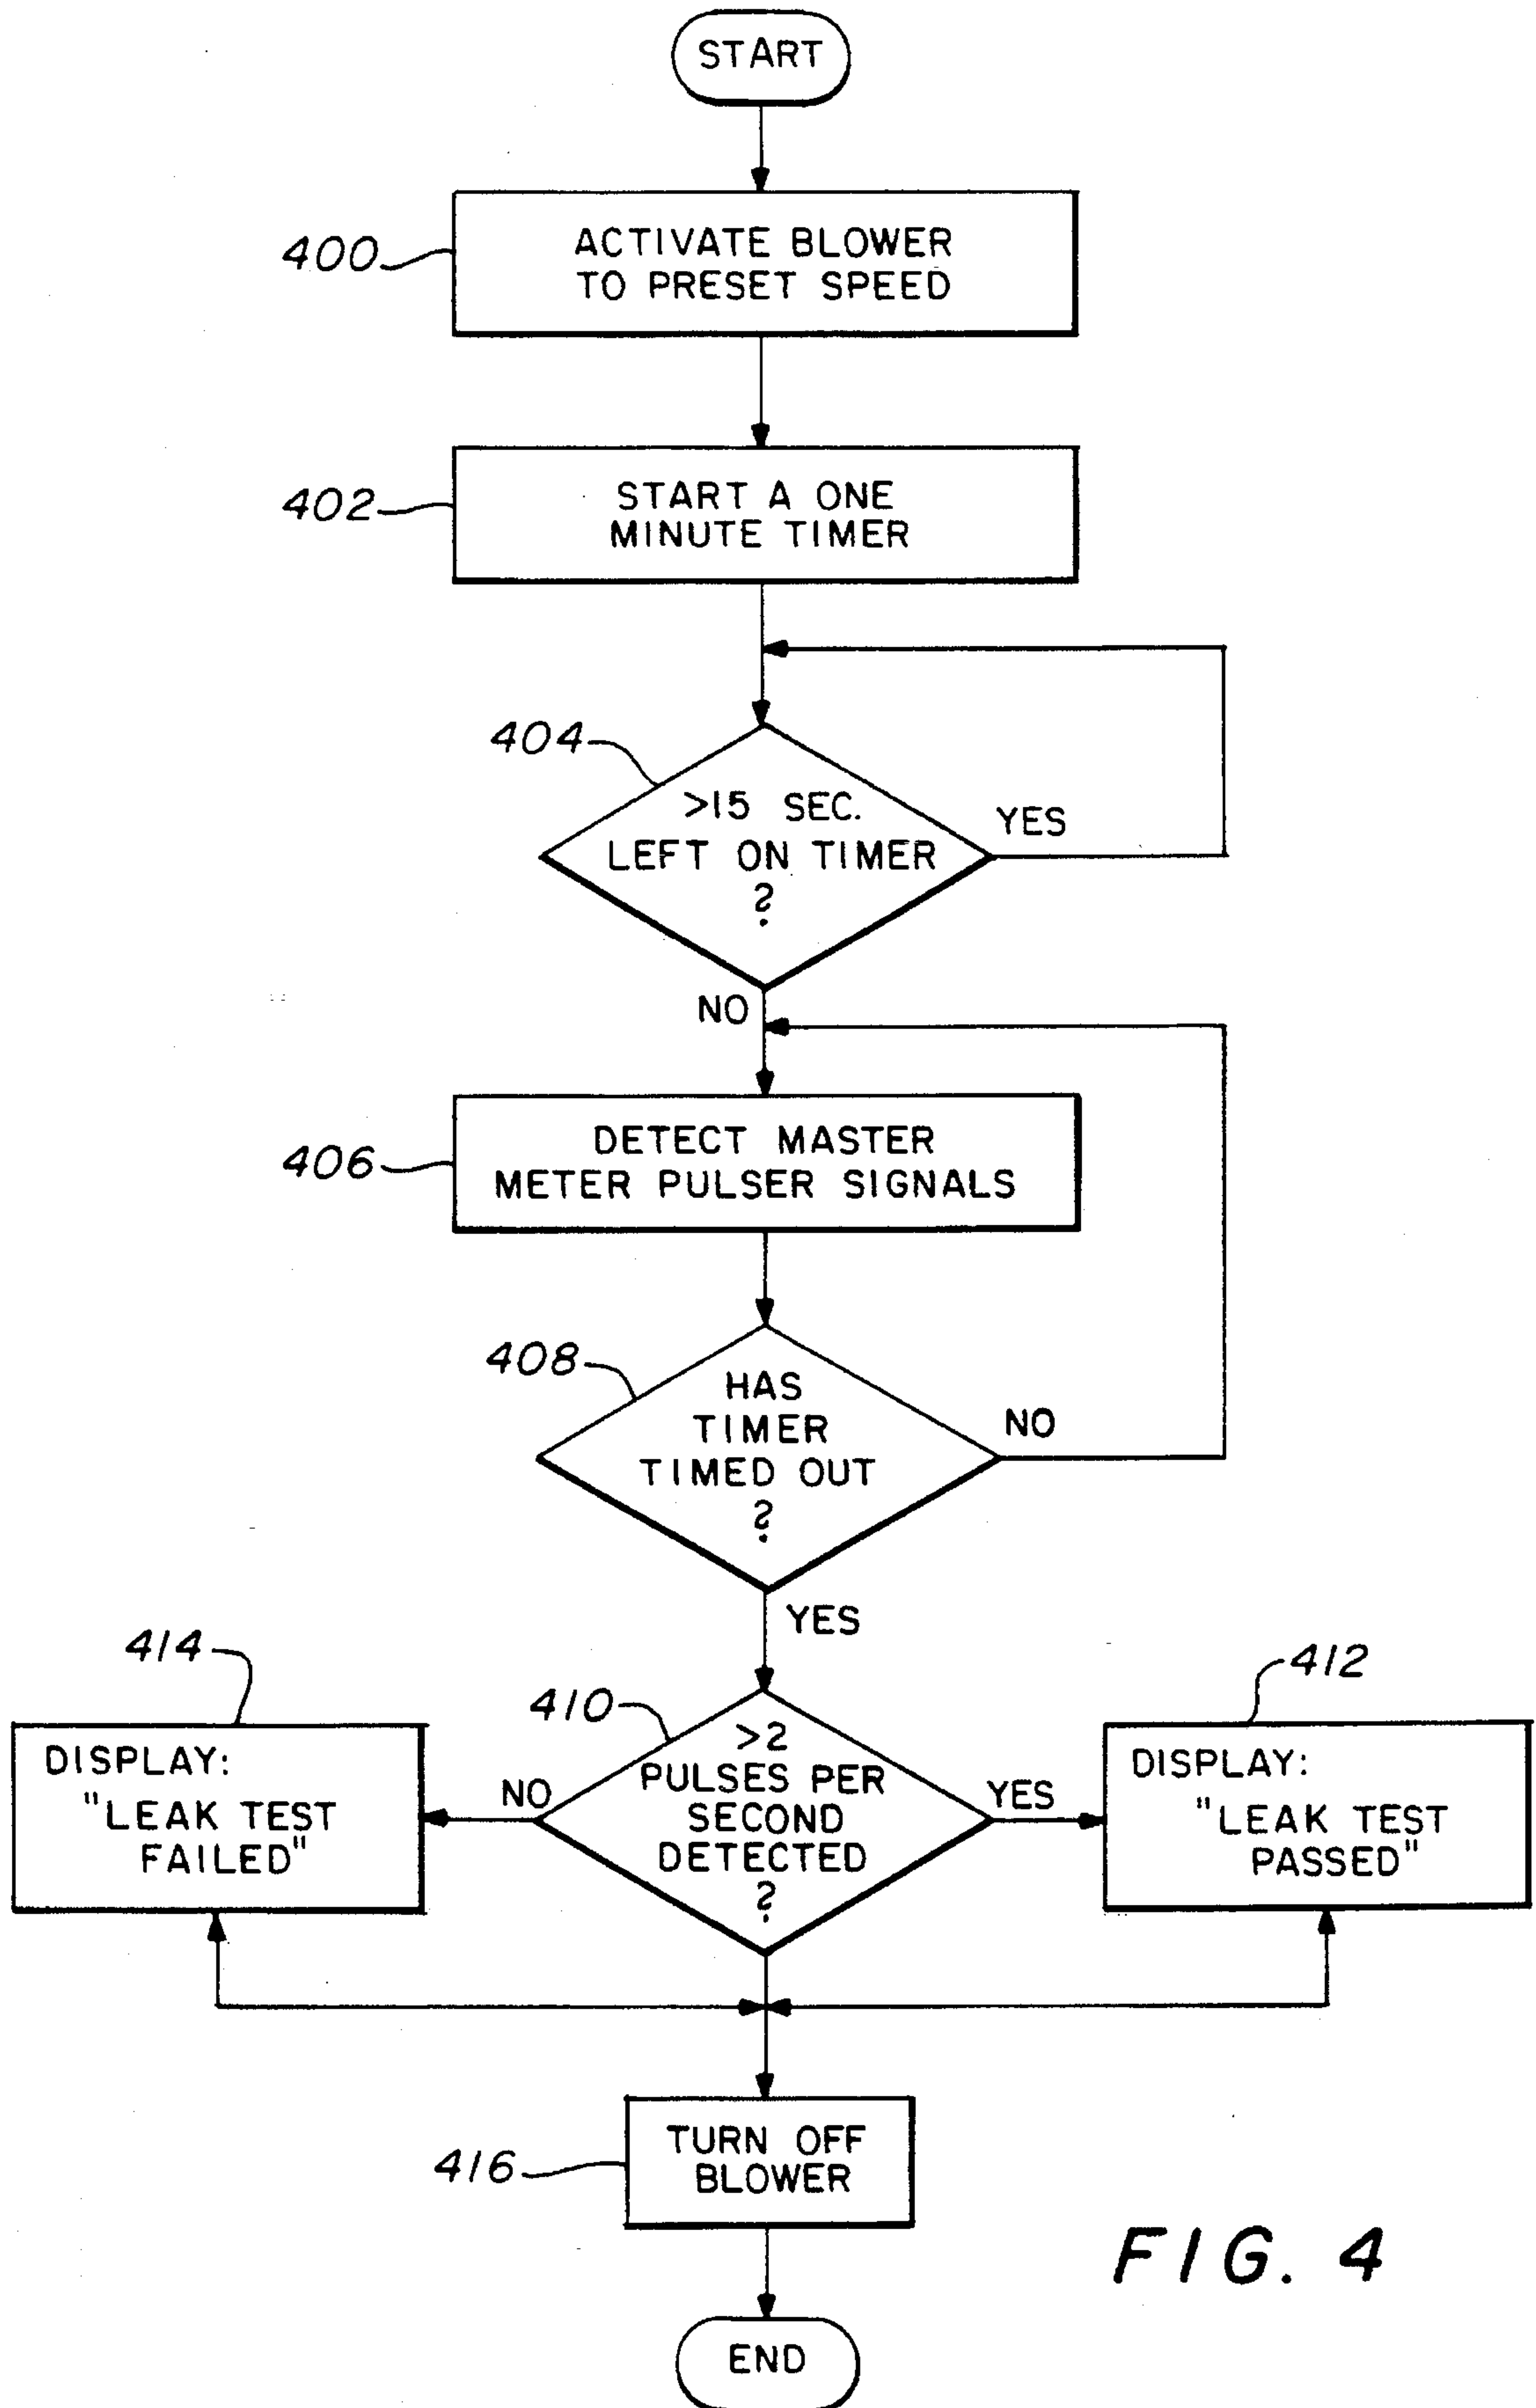 START
400
ACTIVATE BLOWER
TO PRESET SPEED
402
START A ONE
MINUTE TIMER
404
>15 SEC.
LEFT ON TIMER
?
YES
NO
406
DETECT MASTER
METER PULSER SIGNALS
408
HAS
TIMER
TIMED OUT
?
NO
YES
414
410
412
DISPLAY:
"LEAK TEST
FAILED"
NO
>2
PULSES PER
SECOND
DETECTED
?
YES
DISPLAY:
"LEAK TEST
PASSED"
416
TURN OFF
BLOWER
FIG. 4
END